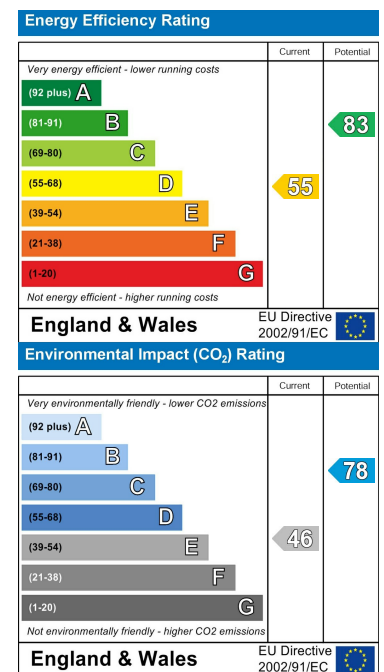 Energy Efficiency Rating
Current Potential
Very energy efficient - lower running costs
(92 plus) A
(81-91) B
83
(69-80) C
(55-68) D
55
(39-54) E
(21-38) F
(1-20) G
Not energy efficient - higher running costs
England & Wales
EU Directive
2002/91/EC
Environmental Impact (CO₂) Rating
Current Potential
Very environmentally friendly - lower CO2 emissions
(92 plus) A
(81-91) B
78
(69-80) C
(55-68) D
(39-54) E
46
(21-38) F
(1-20) G
Not environmentally friendly - higher CO2 emissions
England & Wales
EU Directive
2002/91/EC